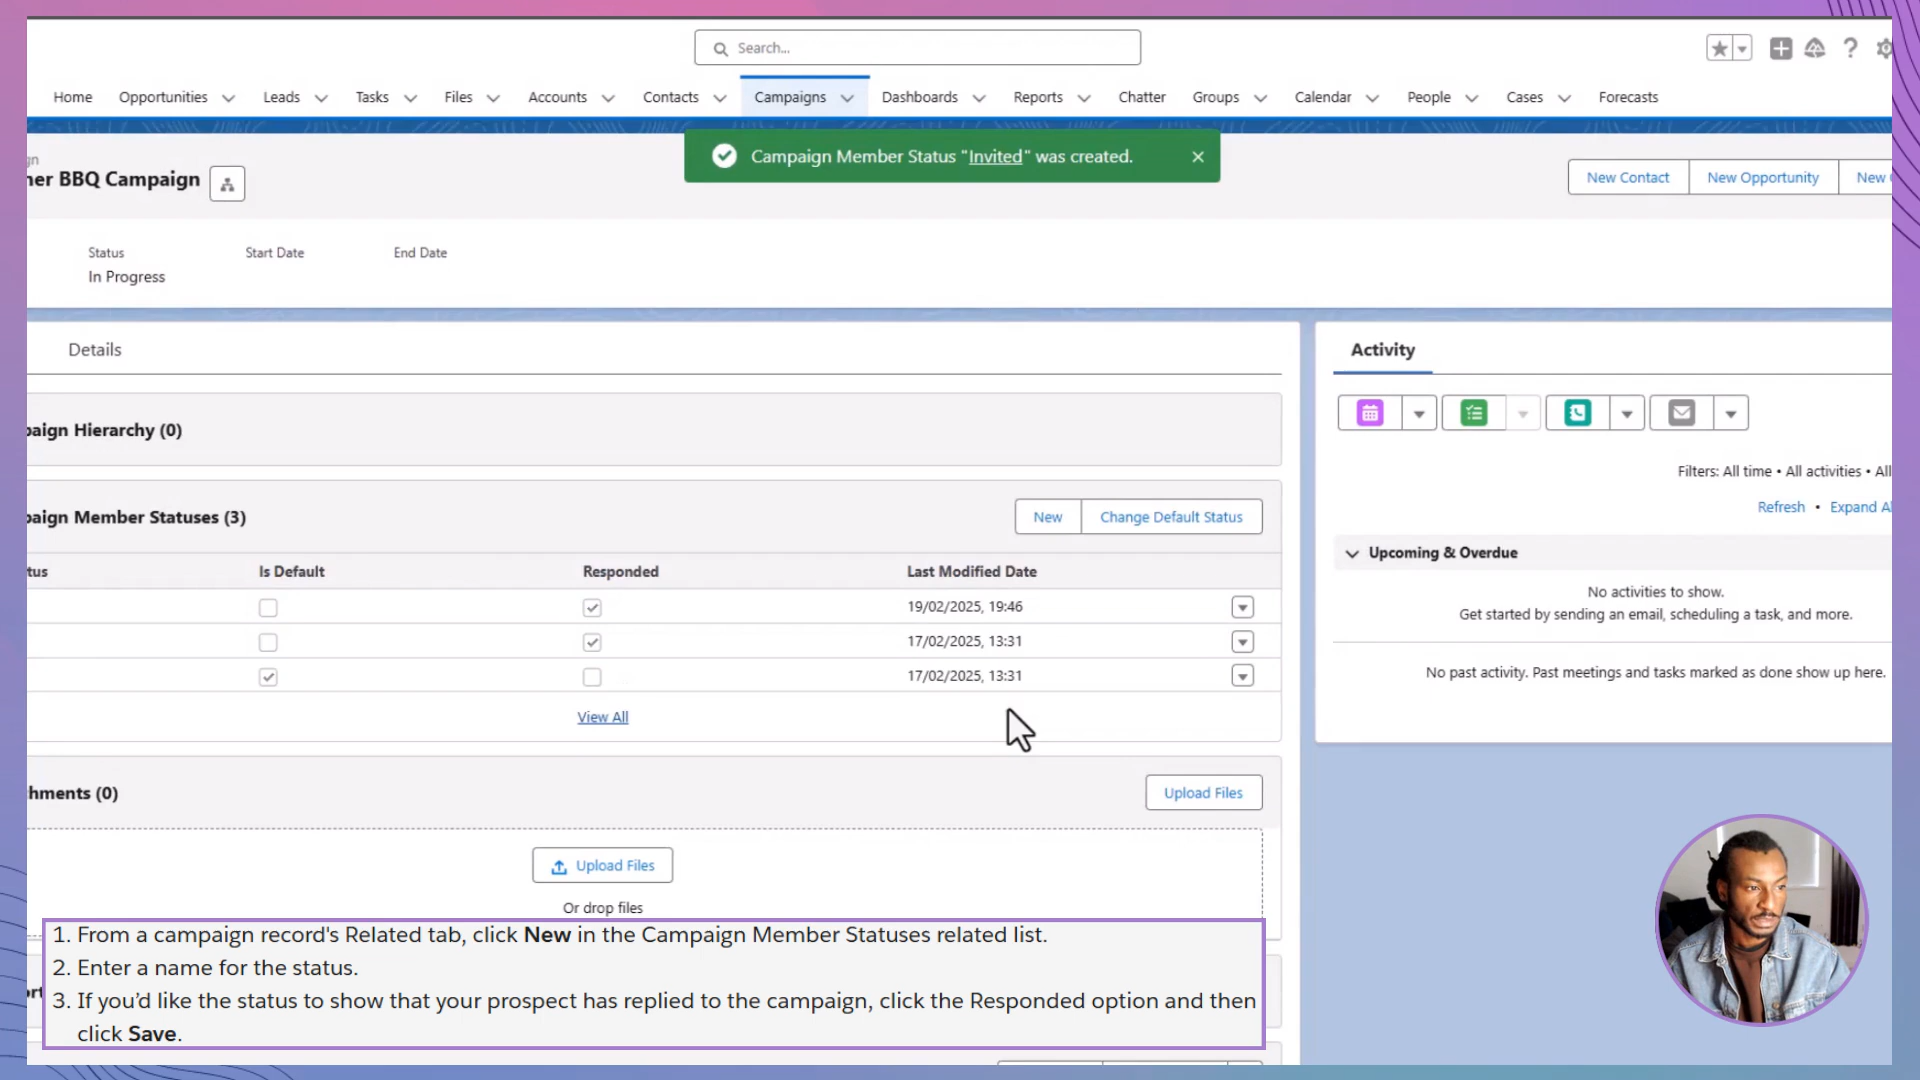 Search...
Home Opportunities Leads Tasks Files Accounts Contacts Campaigns Dashboards Reports Chatter Groups Calendar People Cases Forecasts
Campaign Member Status "Invited" was created.
gn
ner BBQ Campaign
New Contact New Opportunity New
Status Start Date End Date
In Progress
Details
Activity
paign Hierarchy (0)
Filters: All time • All activities • All
Refresh • Expand Al
paign Member Statuses (3) New Change Default Status
Upcoming & Overdue
tus Is Default Responded Last Modified Date
No activities to show.
Get started by sending an email, scheduling a task, and more.
19/02/2025, 19:46
17/02/2025, 13:31
17/02/2025, 13:31
No past activity. Past meetings and tasks marked as done show up here.
View All
hments (0) Upload Files
Upload Files
Or drop files
1. From a campaign record's Related tab, click New in the Campaign Member Statuses related list.
2. Enter a name for the status.
3. If you’d like the status to show that your prospect has replied to the campaign, click the Responded option and then
click Save.